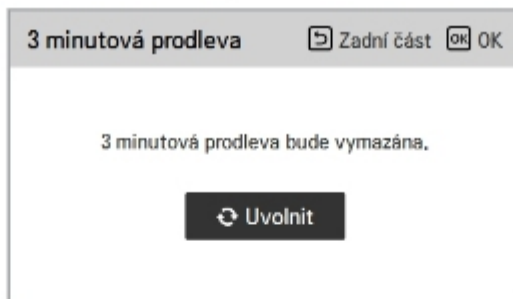 3 minutová prodleva Zadní část OK OK
3 minutová prodleva bude vymazána.
Uvolnit